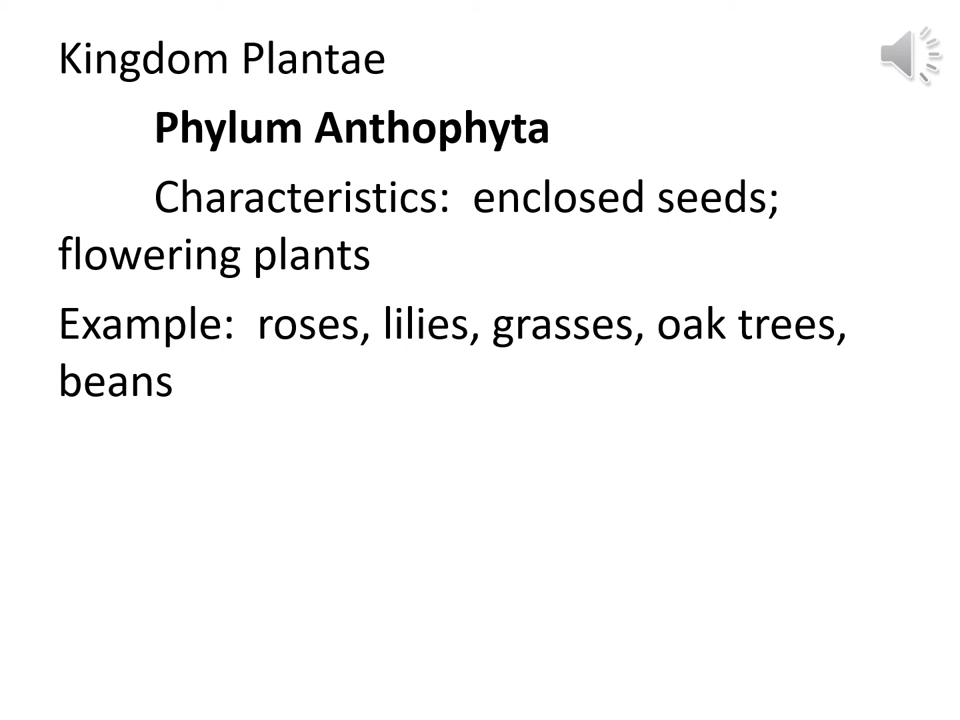 Kingdom Plantae
Phylum Anthophyta
Characteristics:  enclosed seeds;
flowering plants
Example:  roses, lilies, grasses, oak trees,
beans